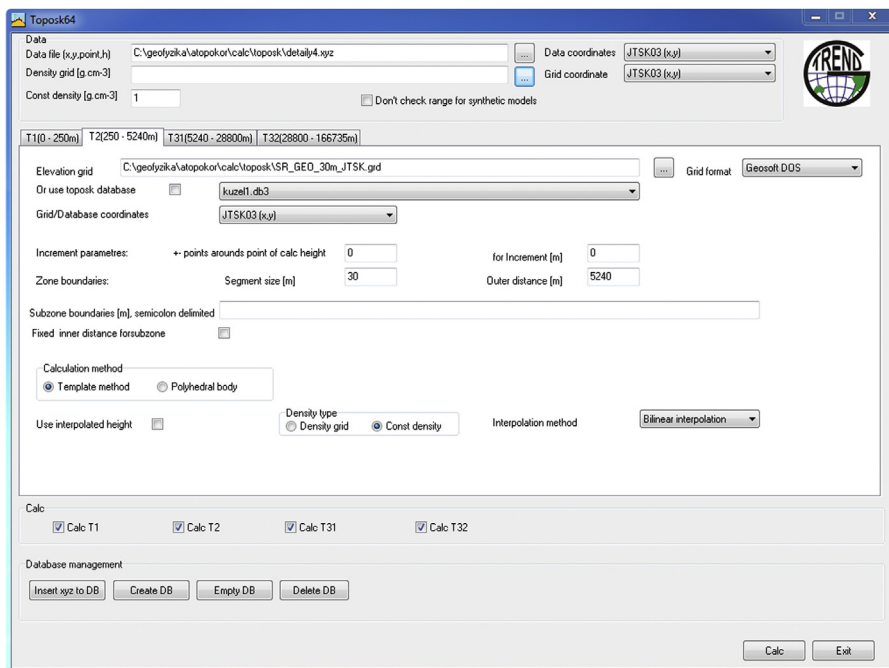 Toposk64
Data
Data file (x,y,point,h) C:\geofyzika\atopokor\calc\toposk\detaily4.xyz ... Data coordinates JTSK03 (x,y)
Density grid [g.cm-3] ... Grid coordinate JTSK03 (x,y)
Const density [g.cm-3] 1 Don't check range for synthetic models
TREND
T1(0 - 250m) T2(250 - 5240m) T31(5240 - 28800m) T32(28800 - 166735m)
Elevation grid C:\geofyzika\atopokor\calc\toposk\SR_GEO_30m_JTSK.grd ... Grid format Geosoft DOS
Or use toposk database kuzel1.db3
Grid/Database coordinates JTSK03 (x,y)
Increment parametres: +- points arounds point of calc height 0 for Increment [m] 0
Zone boundaries: Segment size [m] 30 Outer distance [m] 5240
Subzone boundaries [m], semicolon delimited
Fixed inner distance forsubzone
Calculation method
Template method Polyhedral body
Use interpolated height
Density type
Density grid Const density
Interpolation method Bilinear interpolation
Calc
Calc T1 Calc T2 Calc T31 Calc T32
Database management
Insert xyz to DB Create DB Empty DB Delete DB
Calc Exit